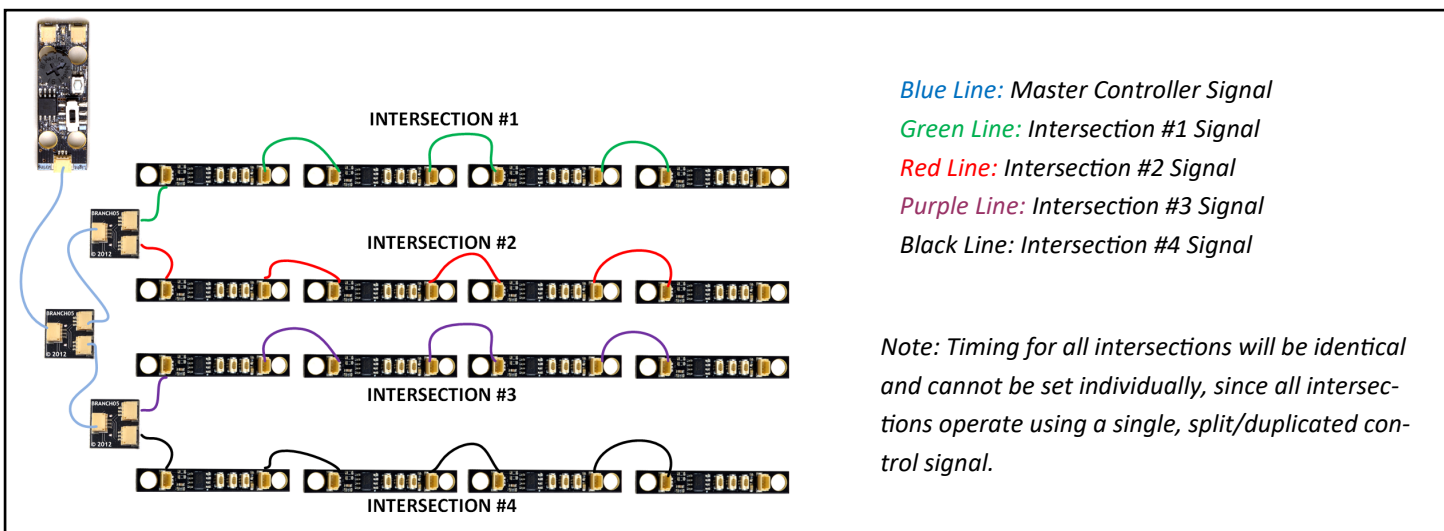 INTERSECTION #1
BRANCH05
© 2012
INTERSECTION #2
BRANCH05
© 2012
INTERSECTION #3
BRANCH05
© 2012
INTERSECTION #4
Blue Line: Master Controller Signal
Green Line: Intersection #1 Signal
Red Line: Intersection #2 Signal
Purple Line: Intersection #3 Signal
Black Line: Intersection #4 Signal
Note: Timing for all intersections will be identical
and cannot be set individually, since all intersec-
tions operate using a single, split/duplicated con-
trol signal.